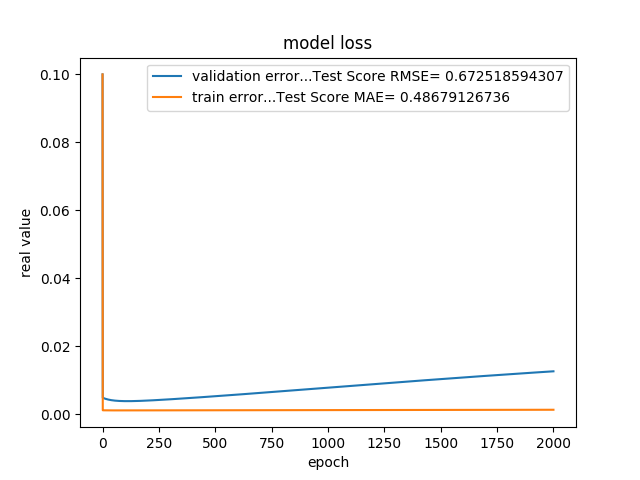 model loss
validation error...Test Score RMSE= 0.672518594307
train error...Test Score MAE= 0.48679126736
real value
0.10
0.08
0.06
0.04
0.02
0.00
0 250 500 750 1000 1250 1500 1750 2000
epoch